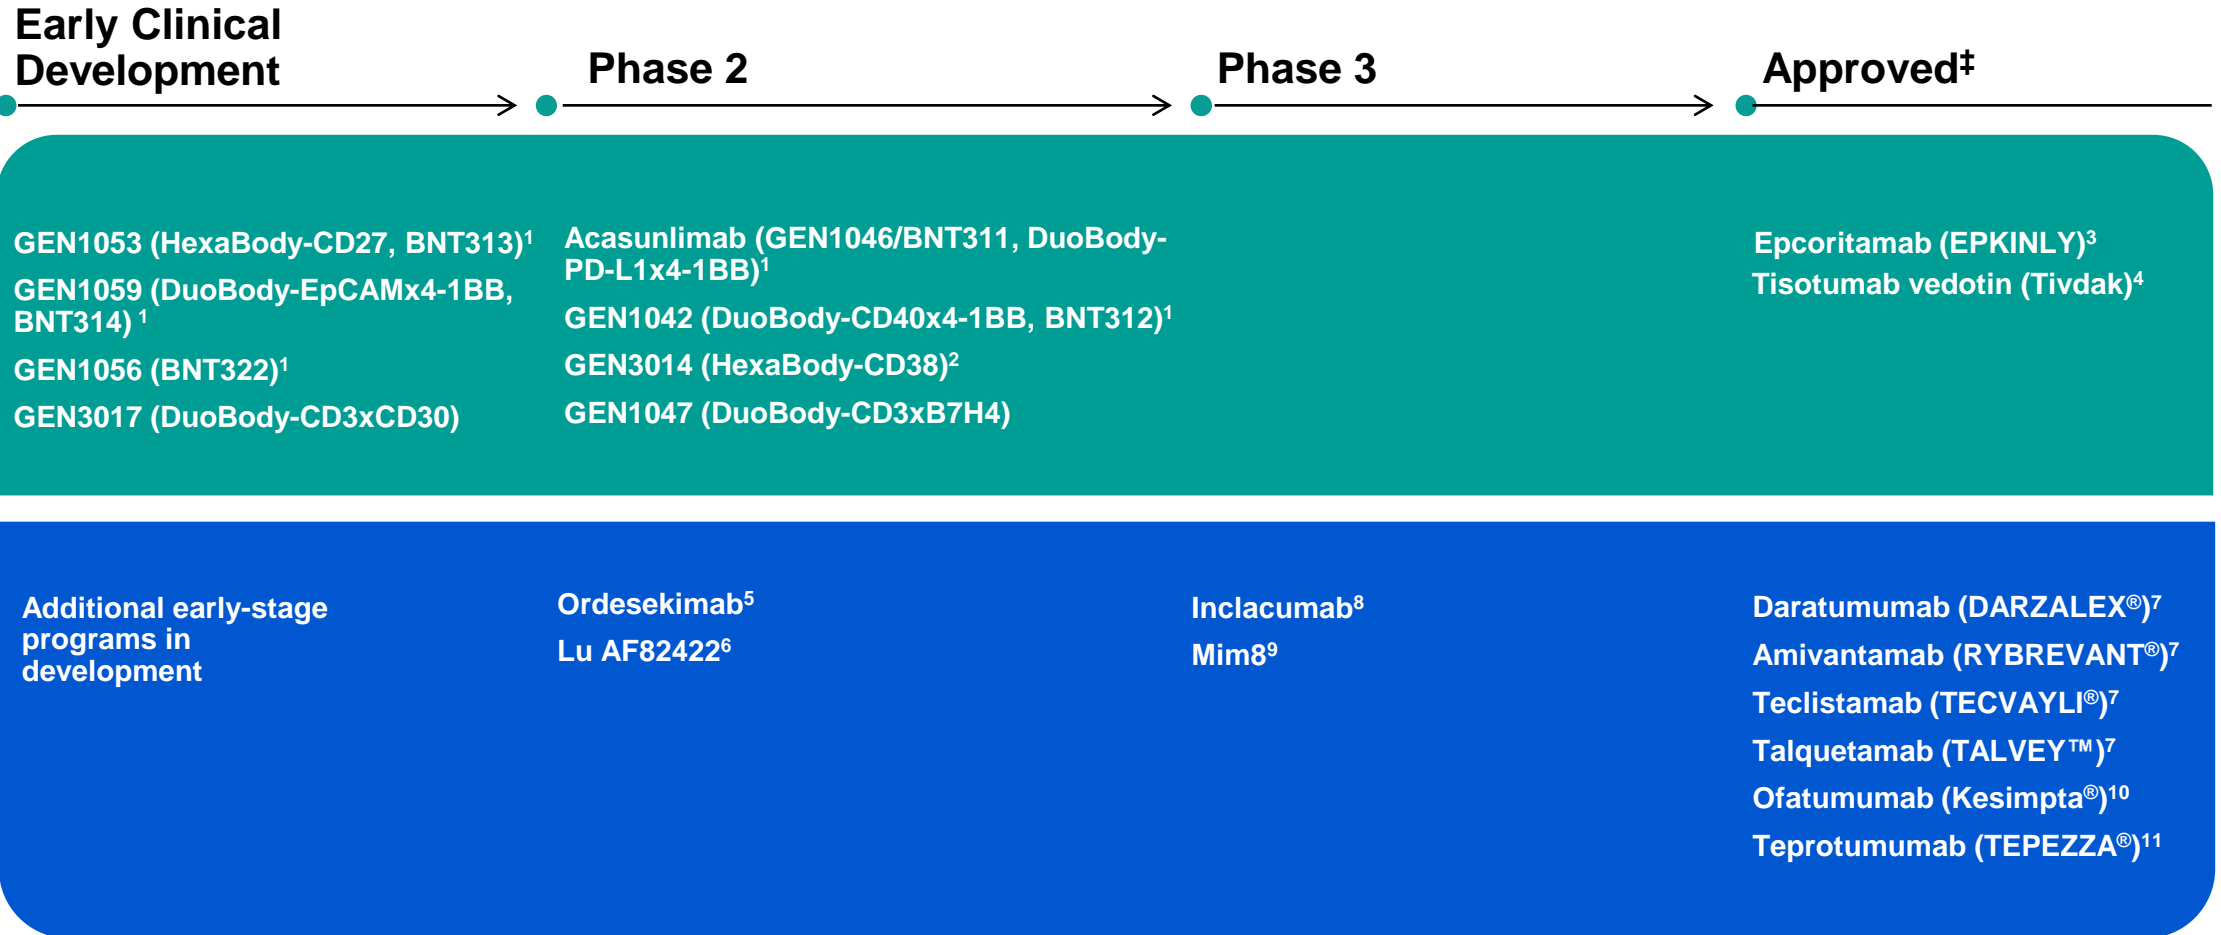 Early Clinical
Development
Phase 2
Phase 3
Approved‡
GEN1053 (HexaBody-CD27, BNT313)¹
GEN1059 (DuoBody-EpCAMx4-1BB,
BNT314) ¹
GEN1056 (BNT322)¹
GEN3017 (DuoBody-CD3xCD30)
Acasunlimab (GEN1046/BNT311, DuoBody-
PD-L1x4-1BB)¹
GEN1042 (DuoBody-CD40x4-1BB, BNT312)¹
GEN3014 (HexaBody-CD38)²
GEN1047 (DuoBody-CD3xB7H4)
Epcoritamab (EPKINLY)³
Tisotumab vedotin (Tivdak)⁴
Additional early-stage
programs in
development
Ordesekimab⁵
Lu AF82422⁶
Inclacumab⁸
Mim8⁹
Daratumumab (DARZALEX®)⁷
Amivantamab (RYBREVANT®)⁷
Teclistamab (TECVAYLI®)⁷
Talquetamab (TALVEY™)⁷
Ofatumumab (Kesimpta®)¹⁰
Teprotumumab (TEPEZZA®)¹¹